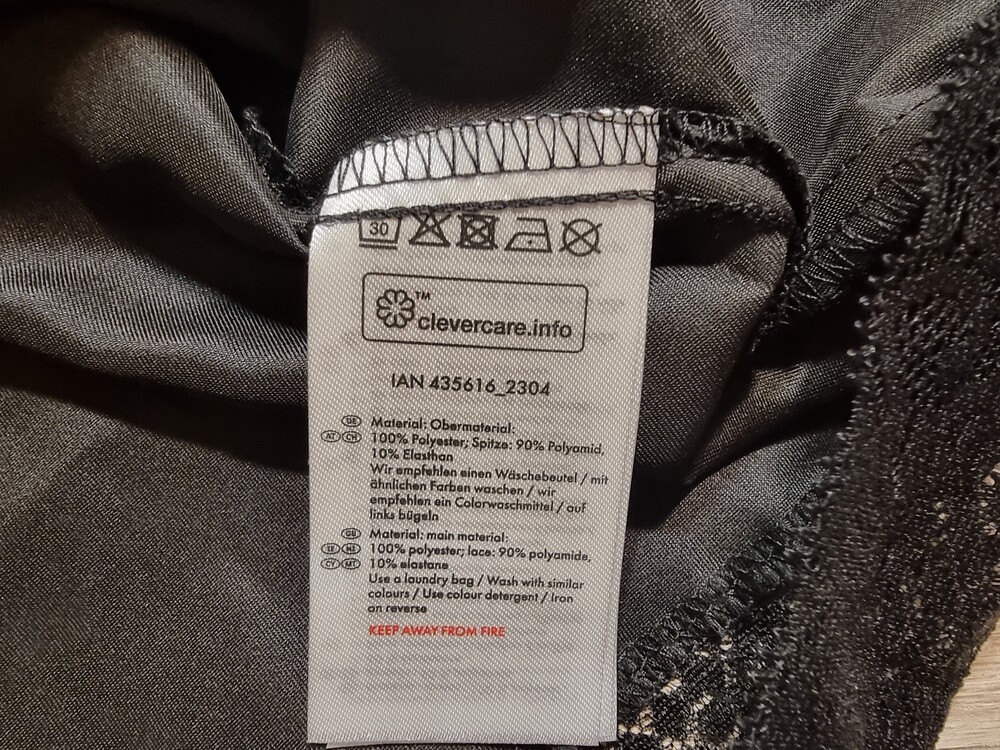 30
TM
clevercare.info
IAN 435616_2304
DE Material: Obermaterial:
AT CH 100% Polyester; Spitze: 90% Polyamid,
10% Elasthan
Wir empfehlen einen Wäschebeutel / mit
ähnlichen Farben waschen / wir
empfehlen ein Colorwaschmittel / auf
links bügeln
GB Material: main material:
IE NI 100% polyester; lace: 90% polyamide,
CY MT 10% elastane
Use a laundry bag / Wash with similar
colours / Use colour detergent / Iron
on reverse
KEEP AWAY FROM FIRE